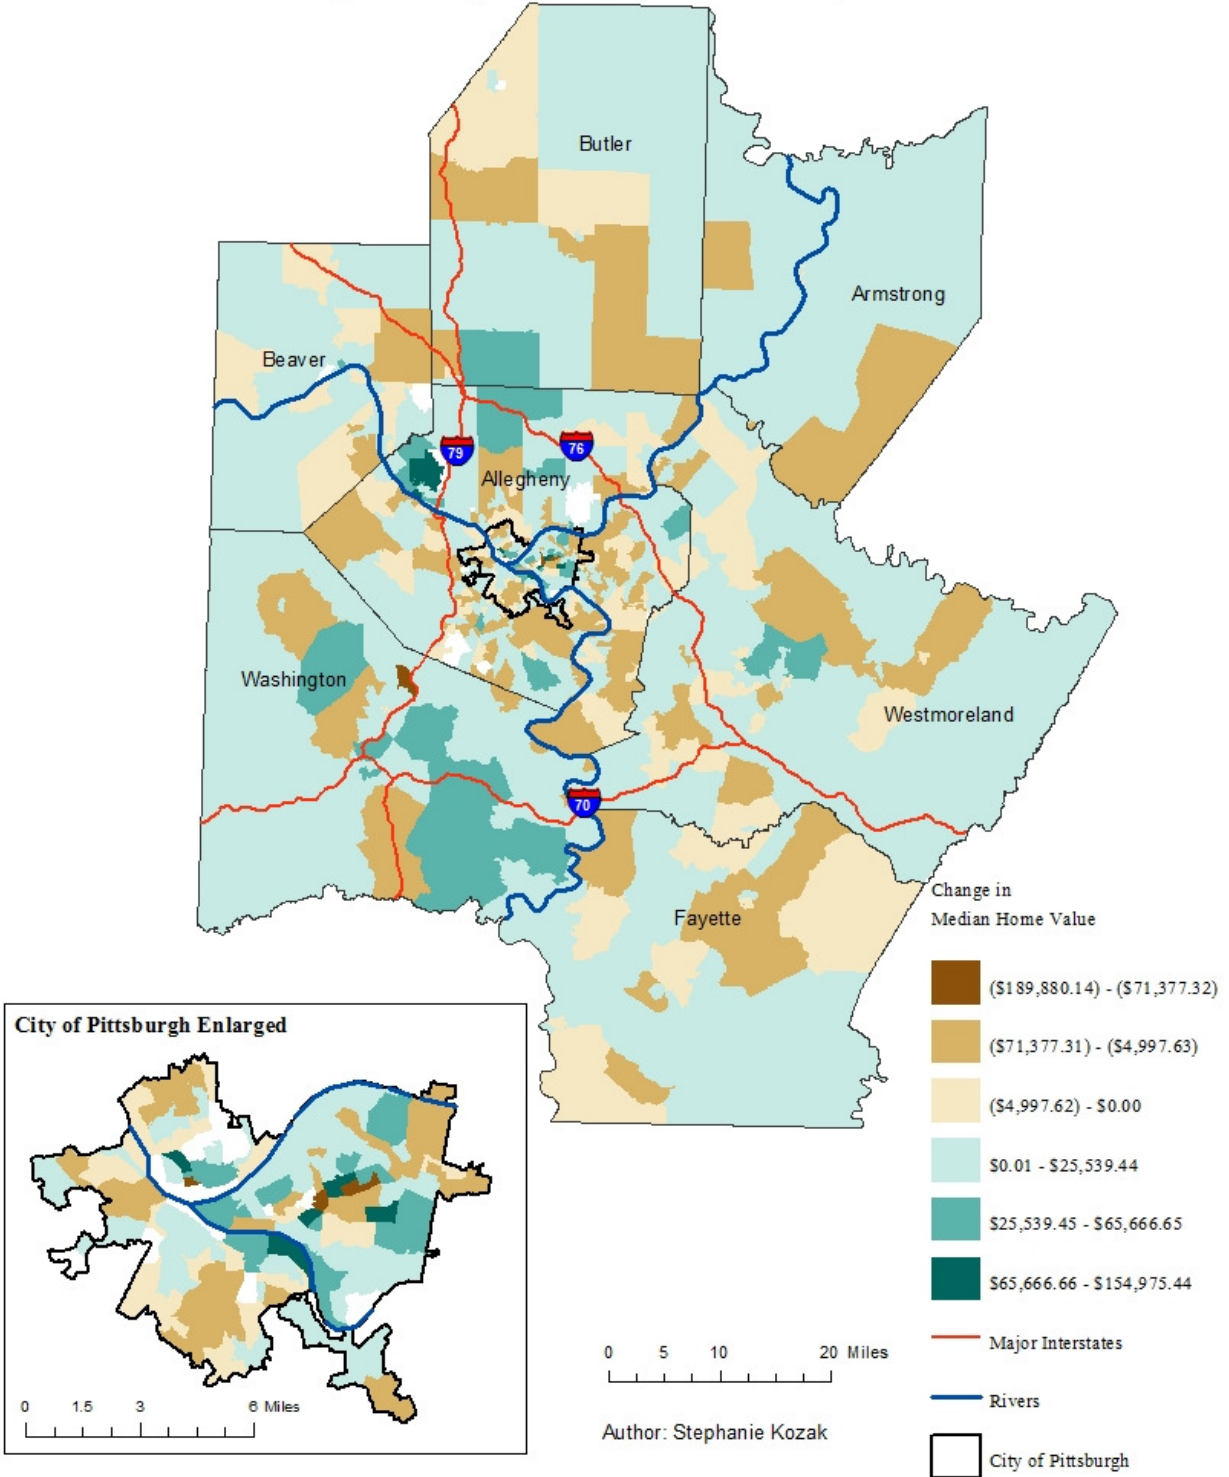 Butler
Armstrong
Beaver
79
76
Allegheny
Washington
Westmoreland
70
Fayette
Change in
Median Home Value
($189,880.14) - ($71,377.32)
($71,377.31) - ($4,997.63)
($4,997.62) - $0.00
$0.01 - $25,539.44
$25,539.45 - $65,666.65
$65,666.66 - $154,975.44
Major Interstates
Rivers
City of Pittsburgh
City of Pittsburgh Enlarged
0 1.5 3 6 Miles
0 5 10 20 Miles
Author: Stephanie Kozak